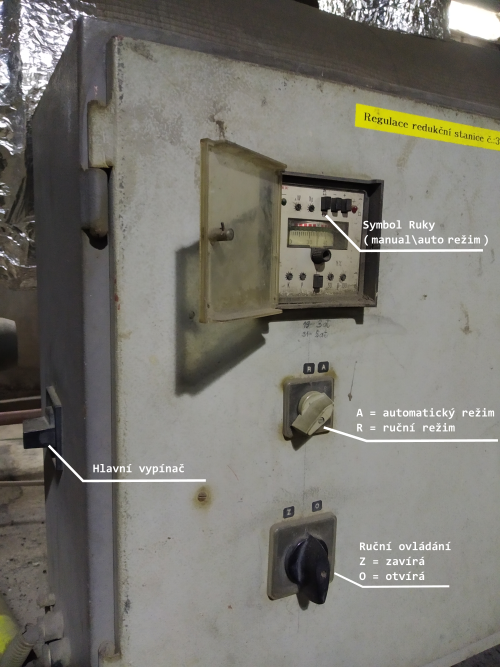 Regulace redukční stanice č.3
Symbol Ruky
(manual\auto režim)
R A
A = automatický režim
R = ruční režim
Hlavní vypínač
Z O
Ruční ovládání
Z = zavírá
O = otvírá